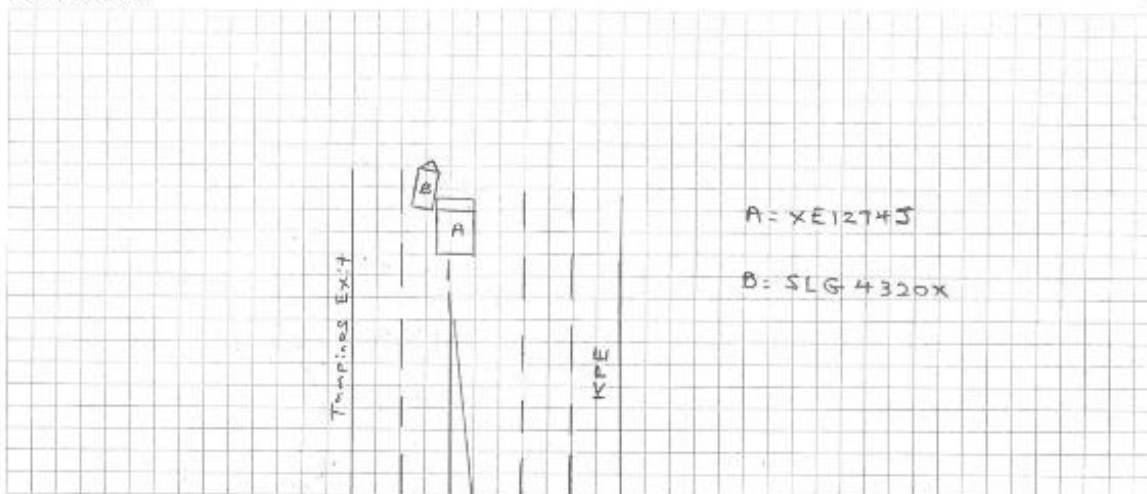 B
A
A = XE1274J
B: SLG 4320X
Tampines Exit
KPE